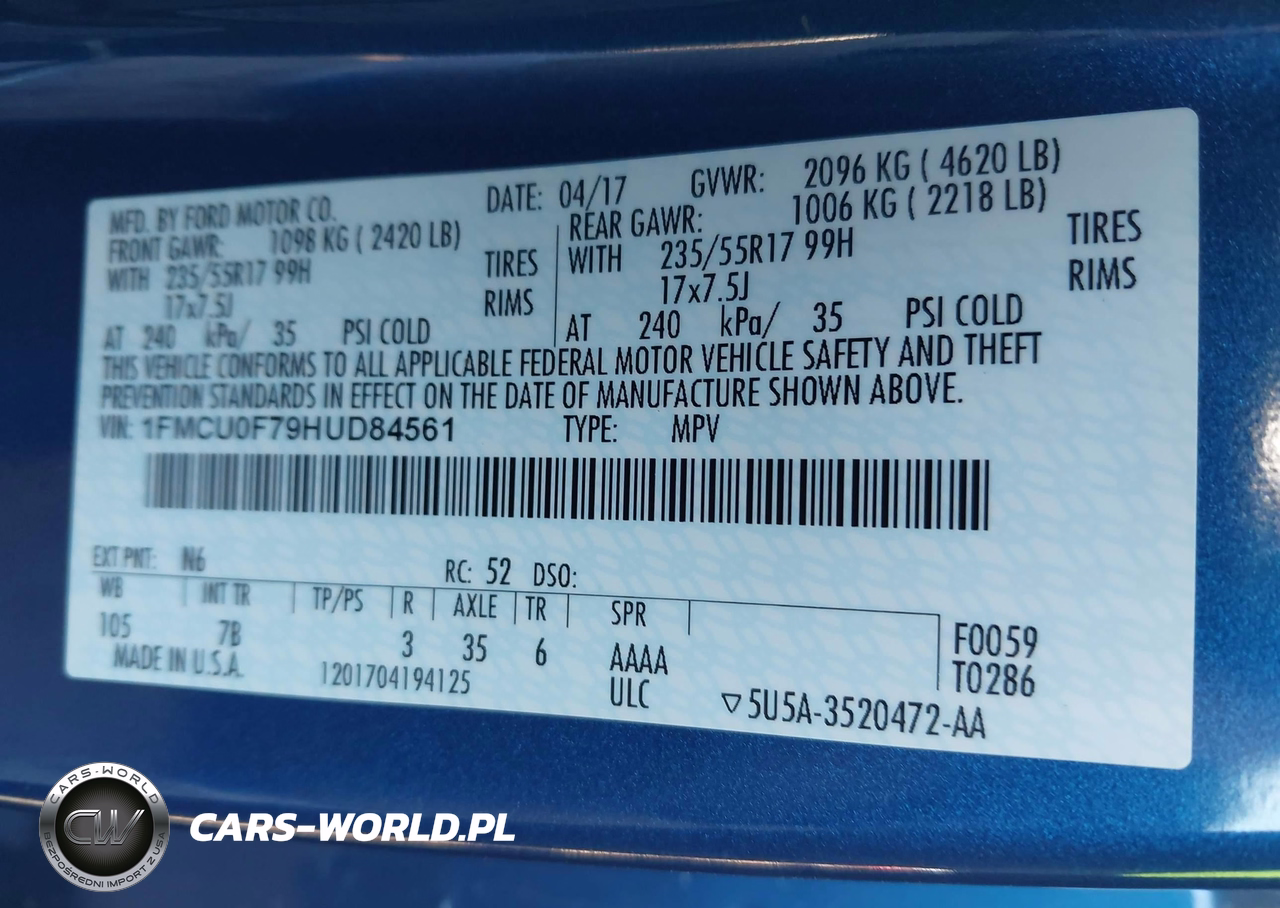 MFD. BY FORD MOTOR CO. DATE: 04/17 GVWR: 2096 KG ( 4620 LB)
FRONT GAWR: 1098 KG ( 2420 LB) REAR GAWR: 1006 KG ( 2218 LB)
WITH 235/55R17 99H TIRES WITH 235/55R17 99H TIRES
17x7.5J RIMS 17x7.5J RIMS
AT 240 kPa/ 35 PSI COLD AT 240 kPa/ 35 PSI COLD
THIS VEHICLE CONFORMS TO ALL APPLICABLE FEDERAL MOTOR VEHICLE SAFETY AND THEFT
PREVENTION STANDARDS IN EFFECT ON THE DATE OF MANUFACTURE SHOWN ABOVE.
VIN: 1FMCU0F79HUD84561 TYPE: MPV
EXT PNT: N6 RC: 52 DSO:
WB INT TR TP/PS R AXLE TR SPR
105 7B 3 35 6 AAAA F0059
MADE IN U.S.A. 1201704194125 ULC T0286
▽5U5A-3520472-AA
CARS-WORLD
CW
BEZPOŚREDNI IMPORT Z USA
CARS-WORLD.PL